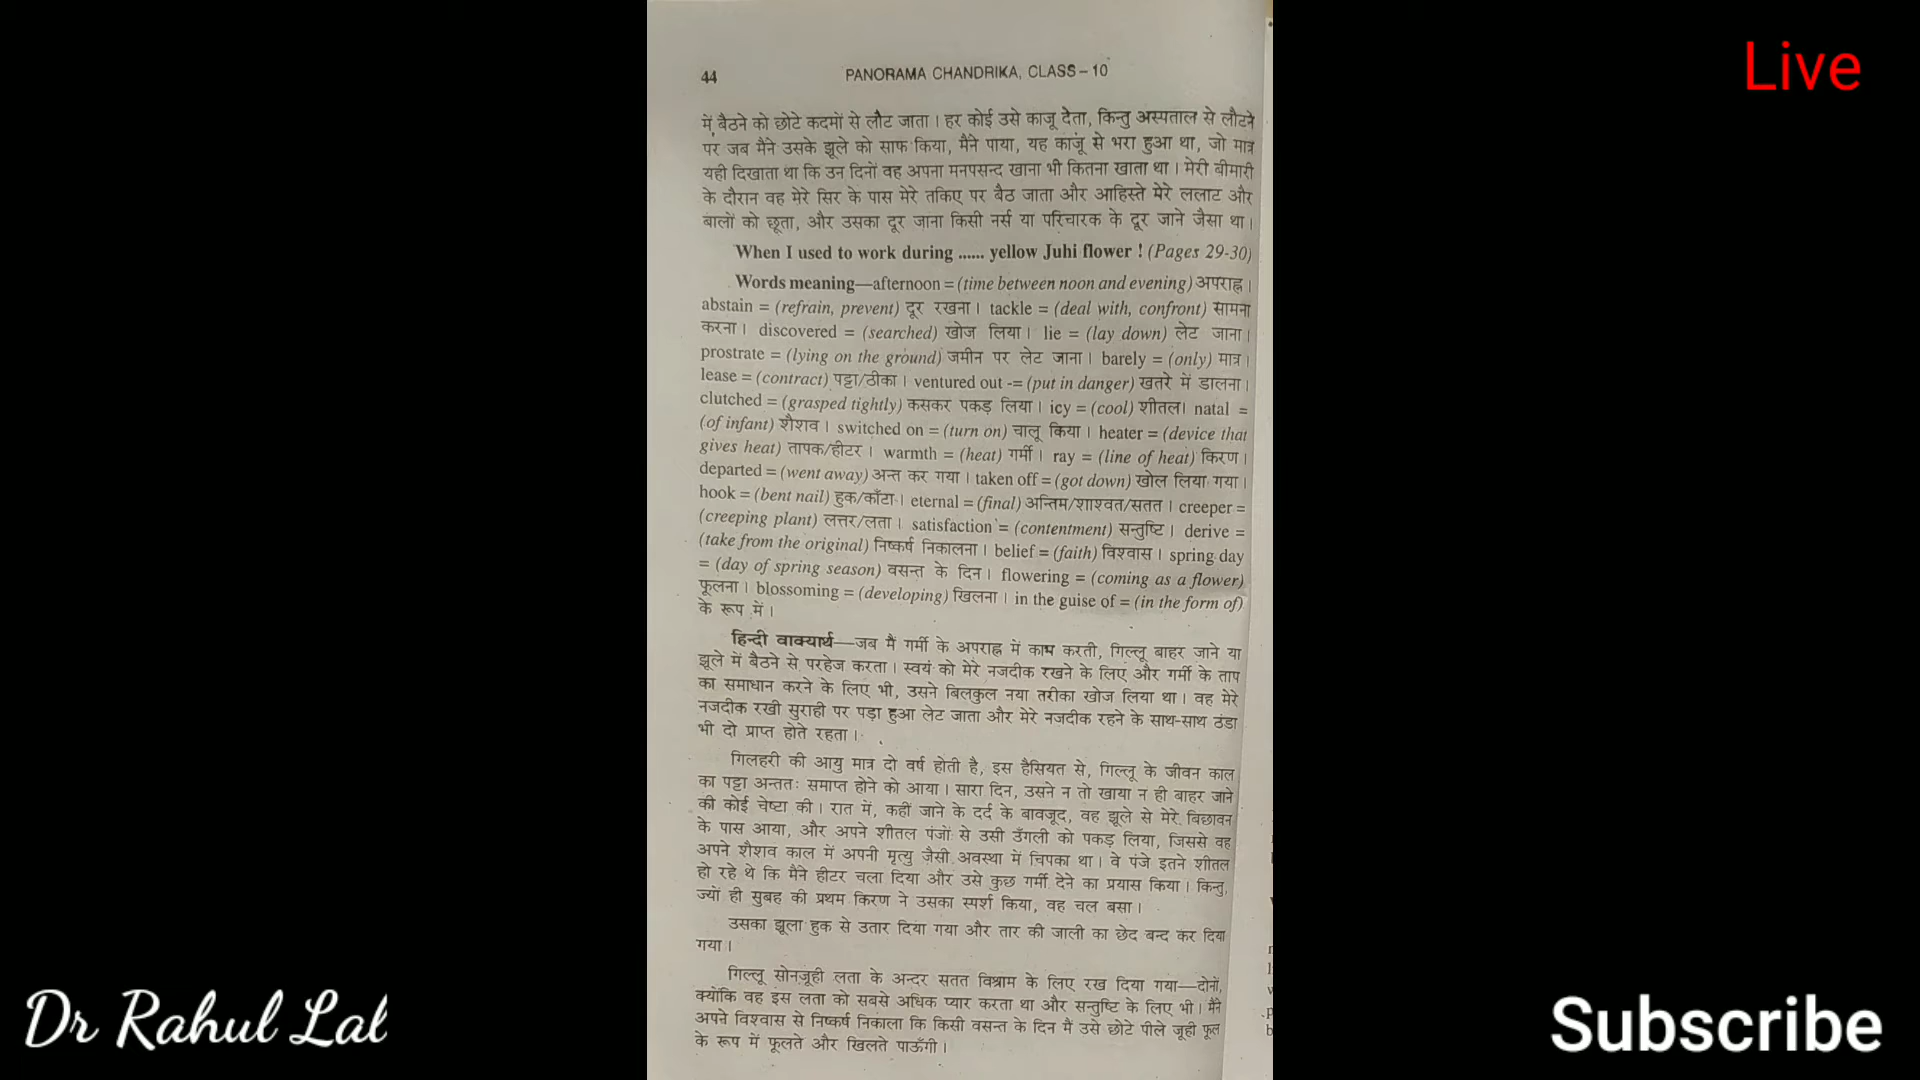 Live
44 PANORAMA CHANDRIKA, CLASS – 10
में बैठने को छोटे कदमों से लौट जाता। हर कोई उसे काजू देता, किन्तु अस्पताल से लौटने
पर जब मैंने उसके झूले को साफ किया, मैंने पाया, यह काजू से भरा हुआ था, जो मात्र
यही दिखाता था कि उन दिनों वह अपना मनपसन्द खाना भी कितना खाता था। मेरी बीमारी
के दौरान वह मेरे सिर के पास मेरे तकिए पर बैठ जाता और आहिस्ते मेरे ललाट और
बालों को छूता, और उसका दूर जाना किसी नर्स या परिचारक के दूर जाने जैसा था।
When I used to work during ...... yellow Juhi flower ! (Pages 29-30)
Words meaning—afternoon = (time between noon and evening) अपराह्न।
abstain = (refrain, prevent) दूर रखना। tackle = (deal with, confront) सामना
करना। discovered = (searched) खोज लिया। lie = (lay down) लेट जाना।
prostrate = (lying on the ground) जमीन पर लेट जाना। barely = (only) मात्र।
lease = (contract) पट्टा/ठीका। ventured out -= (put in danger) खतरे में डालना।
clutched = (grasped tightly) कसकर पकड़ लिया। icy = (cool) शीतल। natal =
(of infant) शैशव। switched on = (turn on) चालू किया। heater = (device that
gives heat) तापक/हीटर। warmth = (heat) गर्मी। ray = (line of heat) किरण।
departed = (went away) अन्त कर गया। taken off = (got down) खोल लिया गया।
hook = (bent nail) हुक/काँटा। eternal = (final) अन्तिम/शाश्वत/सतत। creeper =
(creeping plant) लत्तर/लता। satisfaction = (contentment) सन्तुष्टि। derive =
(take from the original) निष्कर्ष निकालना। belief = (faith) विश्वास। spring day
= (day of spring season) वसन्त के दिन। flowering = (coming as a flower)
फूलना। blossoming = (developing) खिलना। in the guise of = (in the form of)
के रूप में।
हिन्दी वाक्यार्थ—जब मैं गर्मी के अपराह्न में काम करती, गिल्लू बाहर जाने या
झूले में बैठने से परहेज करता। स्वयं को मेरे नजदीक रखने के लिए और गर्मी के ताप
का समाधान करने के लिए भी, उसने बिलकुल नया तरीका खोज लिया था। वह मेरे
नजदीक रखी सुराही पर पड़ा हुआ लेट जाता और मेरे नजदीक रहने के साथ-साथ ठंडा
भी दो प्राप्त होते रहता।
गिलहरी की आयु मात्र दो वर्ष होती है, इस हैसियत से, गिल्लू के जीवन काल
का पट्टा अन्ततः समाप्त होने को आया। सारा दिन, उसने न तो खाया न ही बाहर जाने
की कोई चेष्टा की। रात में, कहीं जाने के दर्द के बावजूद, वह झूले से मेरे बिछावन
के पास आया, और अपने शीतल पंजों से उसी उँगली को पकड़ लिया, जिससे वह
अपने शैशव काल में अपनी मृत्यु जैसी अवस्था में चिपका था। वे पंजे इतने शीतल
हो रहे थे कि मैंने हीटर चला दिया और उसे कुछ गर्मी देने का प्रयास किया। किन्तु,
ज्यों ही सुबह की प्रथम किरण ने उसका स्पर्श किया, वह चल बसा।
उसका झूला हुक से उतार दिया गया और तार की जाली का छेद बन्द कर दिया
गया।
गिल्लू सोनजूही लता के अन्दर सतत विश्राम के लिए रख दिया गया—दोनों,
क्योंकि वह इस लता को सबसे अधिक प्यार करता था और सन्तुष्टि के लिए भी। मैंने
अपने विश्वास से निष्कर्ष निकाला कि किसी वसन्त के दिन मैं उसे छोटे पीले जूही फूल
के रूप में फूलते और खिलते पाऊँगी।
Dr Rahul Lal
Subscribe